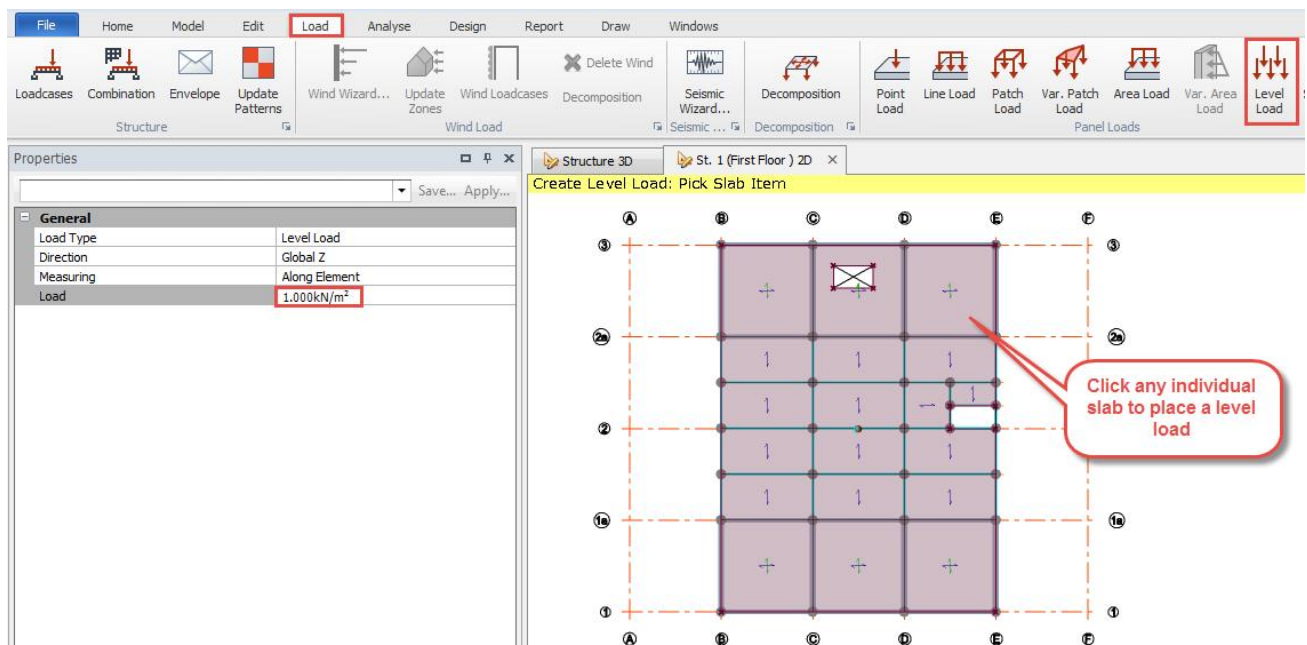 File Home Model Edit Load Analyse Design Report Draw Windows
Loadcases Combination Envelope Update Patterns
Wind Wizard... Update Zones Wind Loadcases Delete Wind Decomposition
Seismic Wizard... Decomposition
Point Load Line Load Patch Load Var. Patch Load Area Load Var. Area Load Level Load
Structure Wind Load Seismic ... Decomposition Panel Loads
Properties
Structure 3D St. 1 (First Floor ) 2D
Save... Apply...
Create Level Load: Pick Slab Item
General
Load Type Level Load
Direction Global Z
Measuring Along Element
Load 1.000kN/m²
A B C D E F
3 3
2a 2a
Click any individual
slab to place a level
load
2
1a 1a
1 1
A B C D E F